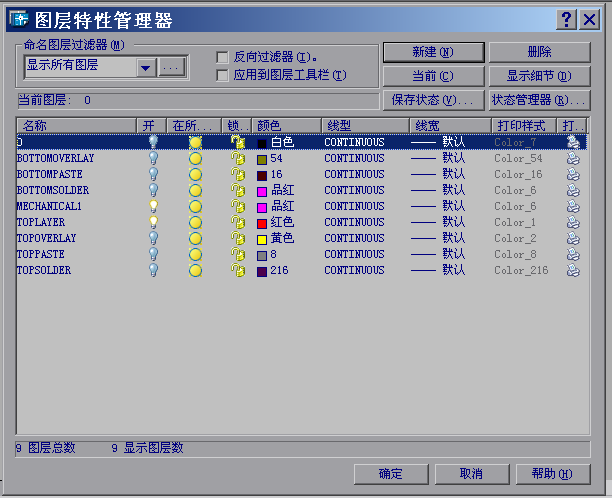 图层特性管理器
命名图层过滤器(M)
显示所有图层
...
反向过滤器(I)。
应用到图层工具栏(T)
新建(N)
删除
当前(C)
显示细节(D)
保存状态(V)...
状态管理器(R)...
当前图层: 0
名称 开 在所... 锁.. 颜色 线型 线宽 打印样式 打..
0 白色 CONTINUOUS 默认 Color_7
BOTTOMOVERLAY 54 CONTINUOUS 默认 Color_54
BOTTOMPASTE 16 CONTINUOUS 默认 Color_16
BOTTOMSOLDER 品红 CONTINUOUS 默认 Color_6
MECHANICAL1 品红 CONTINUOUS 默认 Color_6
TOPLAYER 红色 CONTINUOUS 默认 Color_1
TOPOVERLAY 黄色 CONTINUOUS 默认 Color_2
TOPPASTE 8 CONTINUOUS 默认 Color_8
TOPSOLDER 216 CONTINUOUS 默认 Color_216
9 图层总数 9 显示图层数
确定
取消
帮助(H)